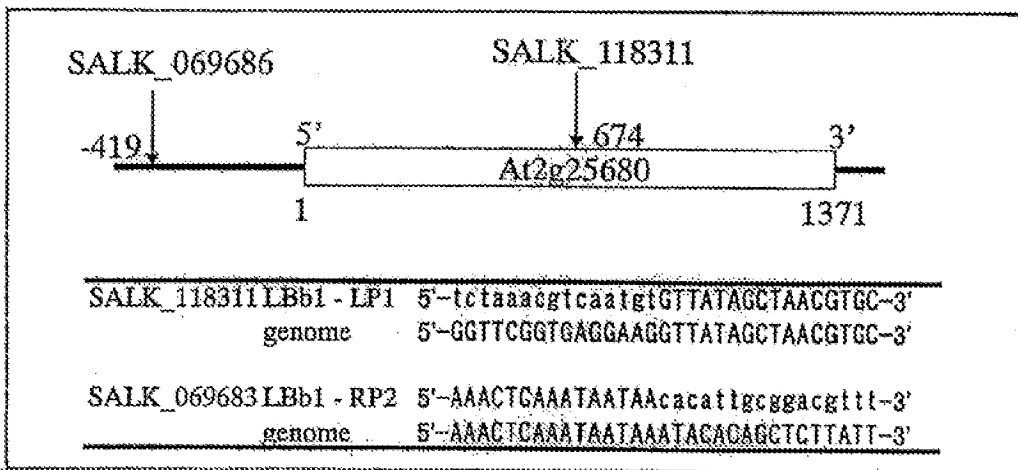 SALK_069686
SALK_118311
-419
5'
674
3'
At2g25680
1
1371
SALK_118311 LBb1 - LP1 5'-tctaaacgtcaatgtGTTATAGCTAACGTGC-3'
genome 5'-GGTTCGGTGAGGAAGGTTATAGCTAACGTGC-3'
SALK_069683 LBb1 - RP2 5'-AAACTCAAATAATAAcacattgcggacgttt-3'
genome 5'-AAACTCAAATAATAAATACACAGCTCTTATT-3'